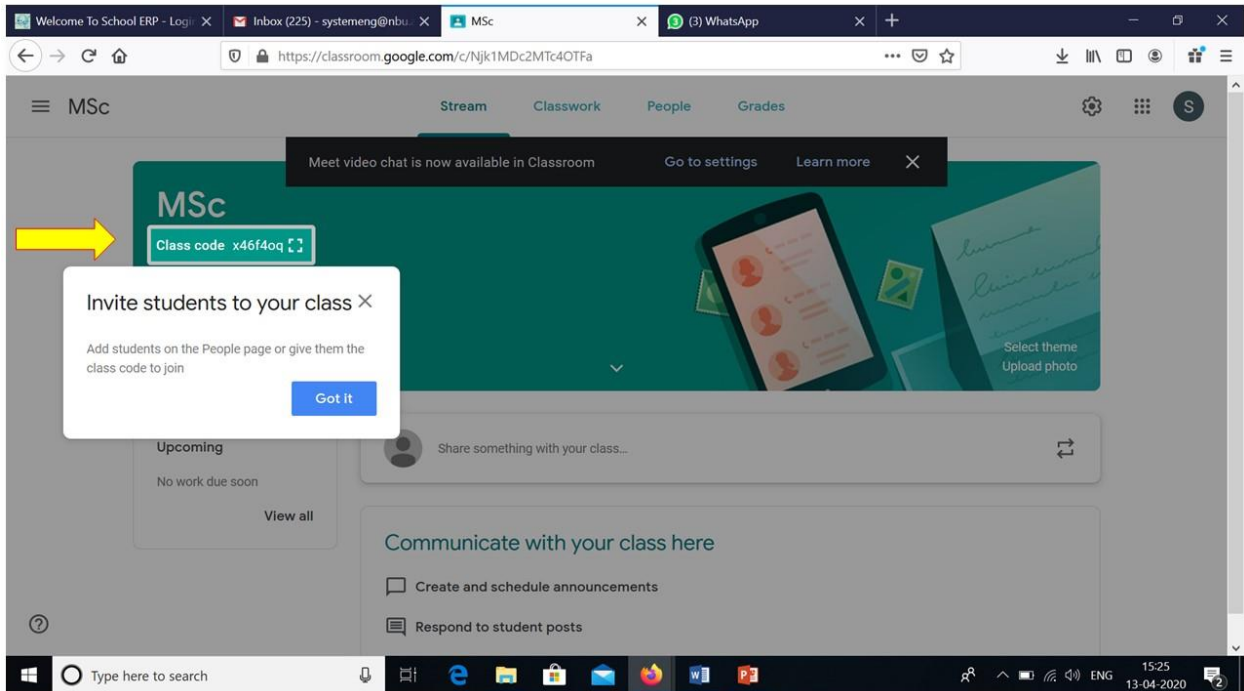 Welcome To School ERP - Login
Inbox (225) - systemeng@nbu.
MSc
(3) WhatsApp
https://classroom.google.com/c/Njk1MDc2MTc4OTFa
MSc
Stream Classwork People Grades
S
Meet video chat is now available in Classroom Go to settings Learn more
MSc
Class code x46f4oq
Invite students to your class
Add students on the People page or give them the
class code to join
Got it
Select theme
Upload photo
Upcoming
No work due soon
View all
Share something with your class...
Communicate with your class here
Create and schedule announcements
Respond to student posts
Type here to search
ENG
15:25
13-04-2020
2